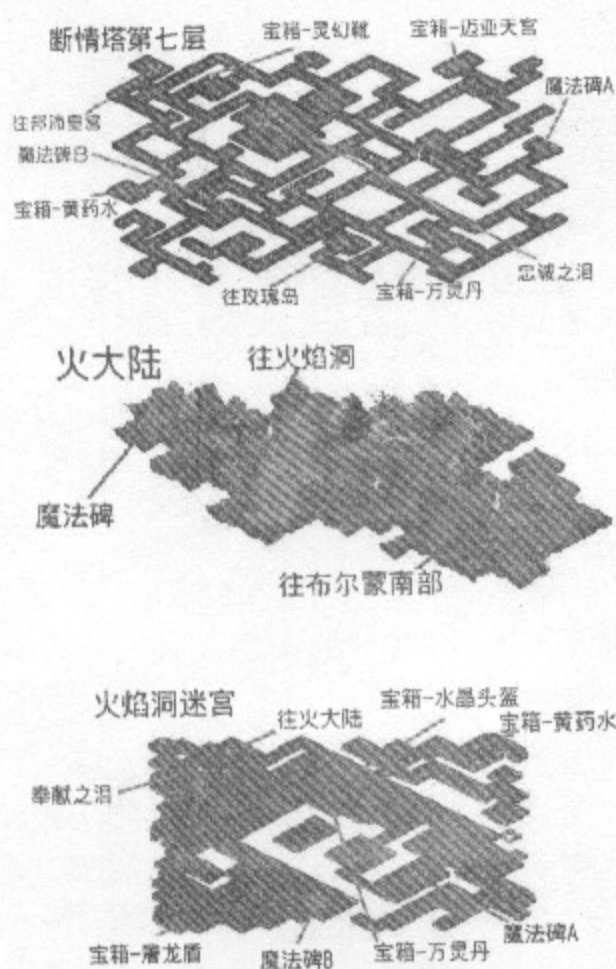 断情塔第七层
宝箱-灵幻靴
宝箱-迈亚天宫
魔法碑A
往邦沛皇宫
魔法碑B
宝箱-黄药水
往玫瑰岛
宝箱-万灵丹
忠诚之泪
火大陆
往火焰洞
魔法碑
往布尔蒙南部
火焰洞迷宫
往火大陆
宝箱-水晶头盔
宝箱-黄药水
奉献之泪
宝箱-屠龙盾
魔法碑B
宝箱-万灵丹
魔法碑A